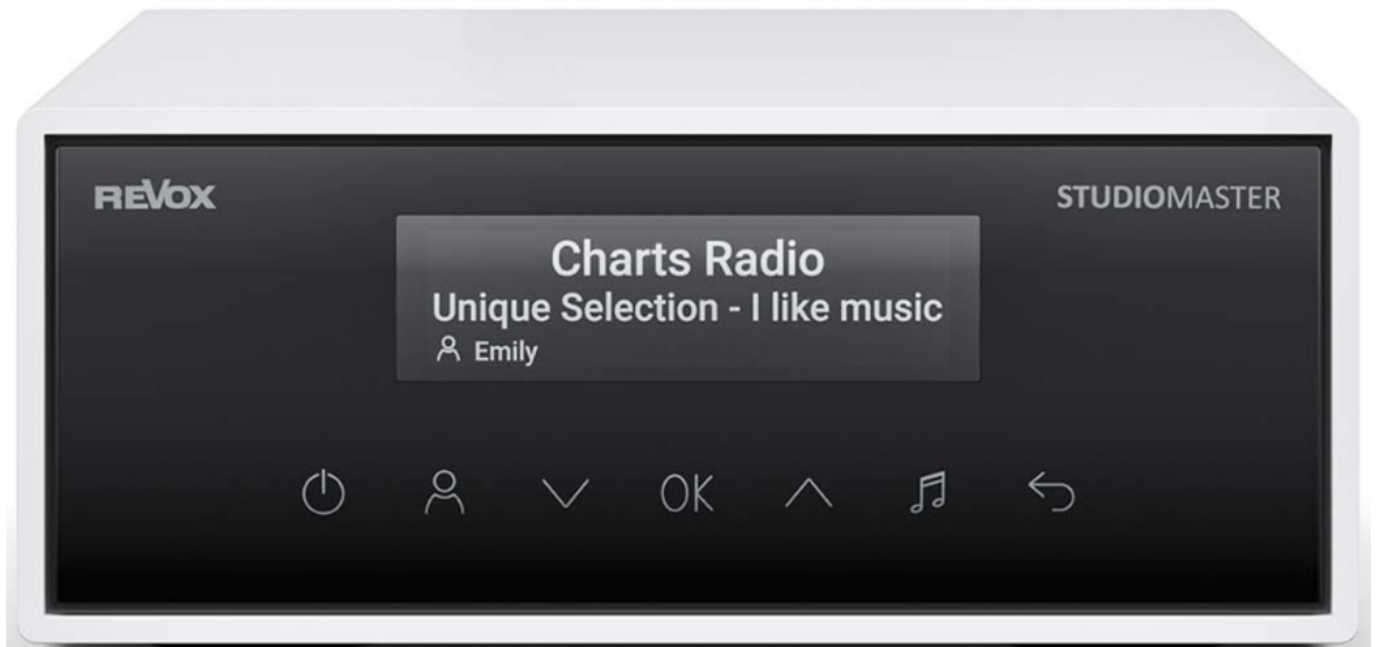 REVOX
STUDIOMASTER
Charts Radio
Unique Selection - I like music
Emily
OK